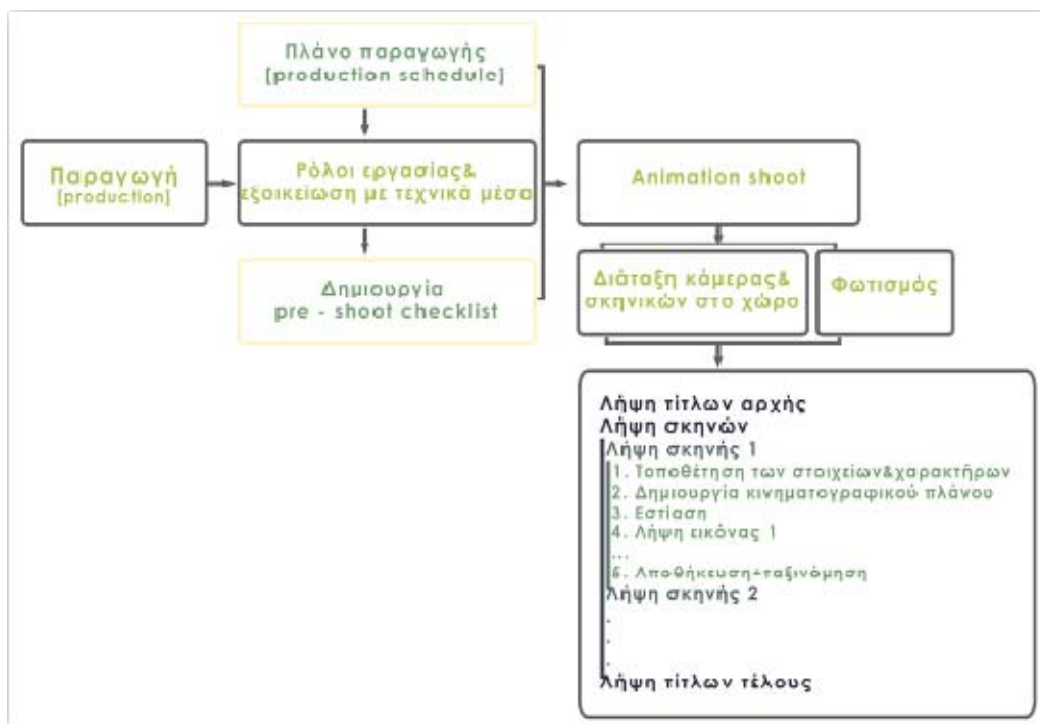 Πλάνο παραγωγής
[production schedule]
Παραγωγή
[production]
Ρόλοι εργασίας&
εξοικείωση με τεχνικά μέσα
Δημιουργία
pre - shoot checklist
Animation shoot
Διάταξη κάμερας&
σκηνικών στο χώρο
Φωτισμός
Λήψη τίτλων αρχής
Λήψη σκηνών
Λήψη σκηνής 1
1. Τοποθέτηση των στοιχείων&χαρακτήρων
2. Δημιουργία κινηματογραφικού πλάνου
3. Εστίαση
4. Λήψη εικόνας 1
...
5. Αποθήκευση+ταξινόμηση
Λήψη σκηνής 2
.
.
.
Λήψη τίτλων τέλους